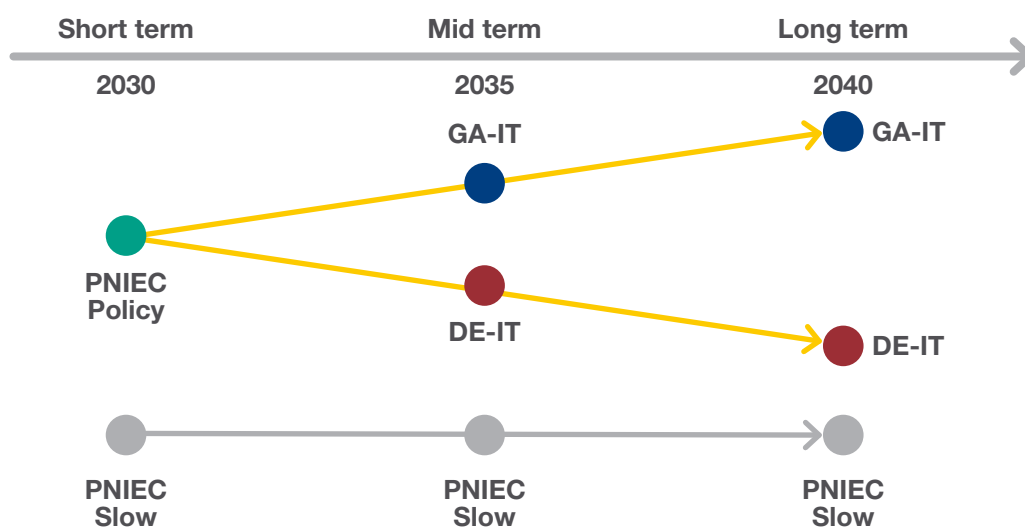 Short term
Mid term
Long term
2030
2035
2040
GA-IT
GA-IT
PNIEC
Policy
DE-IT
DE-IT
PNIEC
Slow
PNIEC
Slow
PNIEC
Slow